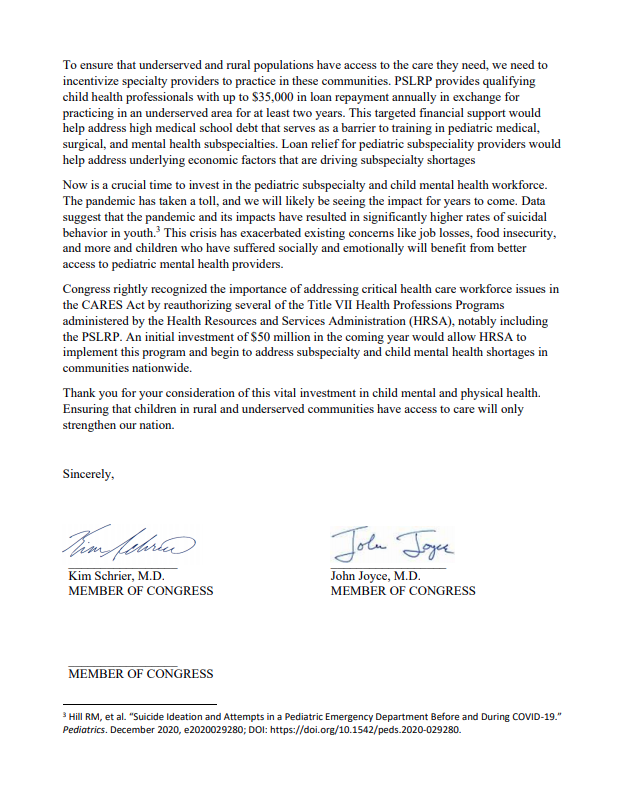 To ensure that underserved and rural populations have access to the care they need, we need to
incentivize specialty providers to practice in these communities. PSLRP provides qualifying
child health professionals with up to $35,000 in loan repayment annually in exchange for
practicing in an underserved area for at least two years. This targeted financial support would
help address high medical school debt that serves as a barrier to training in pediatric medical,
surgical, and mental health subspecialties. Loan relief for pediatric subspeciality providers would
help address underlying economic factors that are driving subspecialty shortages
Now is a crucial time to invest in the pediatric subspecialty and child mental health workforce.
The pandemic has taken a toll, and we will likely be seeing the impact for years to come. Data
suggest that the pandemic and its impacts have resulted in significantly higher rates of suicidal
behavior in youth.³ This crisis has exacerbated existing concerns like job losses, food insecurity,
and more and children who have suffered socially and emotionally will benefit from better
access to pediatric mental health providers.
Congress rightly recognized the importance of addressing critical health care workforce issues in
the CARES Act by reauthorizing several of the Title VII Health Professions Programs
administered by the Health Resources and Services Administration (HRSA), notably including
the PSLRP. An initial investment of $50 million in the coming year would allow HRSA to
implement this program and begin to address subspecialty and child mental health shortages in
communities nationwide.
Thank you for your consideration of this vital investment in child mental and physical health.
Ensuring that children in rural and underserved communities have access to care will only
strengthen our nation.
Sincerely,
Kim Schrier John Joyce
Kim Schrier, M.D. John Joyce, M.D.
MEMBER OF CONGRESS MEMBER OF CONGRESS
MEMBER OF CONGRESS
³ Hill RM, et al. “Suicide Ideation and Attempts in a Pediatric Emergency Department Before and During COVID-19.”
Pediatrics. December 2020, e2020029280; DOI: https://doi.org/10.1542/peds.2020-029280.